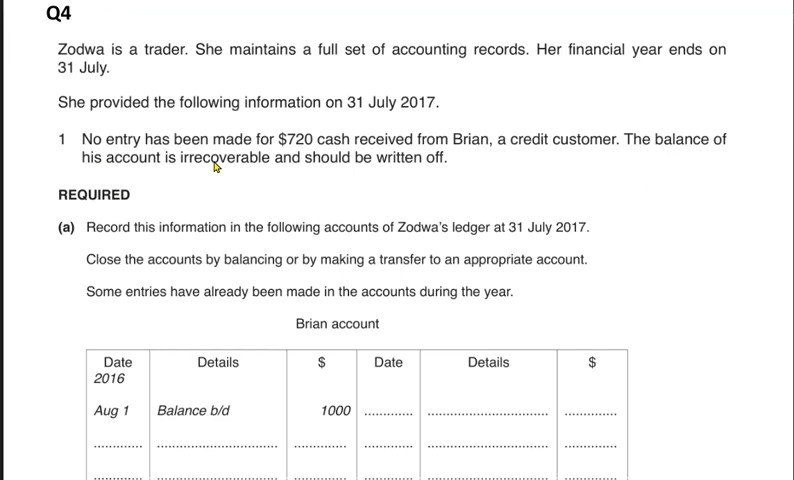 Q4
Zodwa is a trader. She maintains a full set of accounting records. Her financial year ends on
31 July.
She provided the following information on 31 July 2017.
1 No entry has been made for $720 cash received from Brian, a credit customer. The balance of
his account is irrecoverable and should be written off.
REQUIRED
(a) Record this information in the following accounts of Zodwa's ledger at 31 July 2017.
Close the accounts by balancing or by making a transfer to an appropriate account.
Some entries have already been made in the accounts during the year.
Brian account
Date Details $ Date Details $
2016
Aug 1 Balance b/d 1000 ............. ................................ ..............
............. ................................ .............. ............. ................................ ..............
............. ................................ .............. ............. ................................ ..............